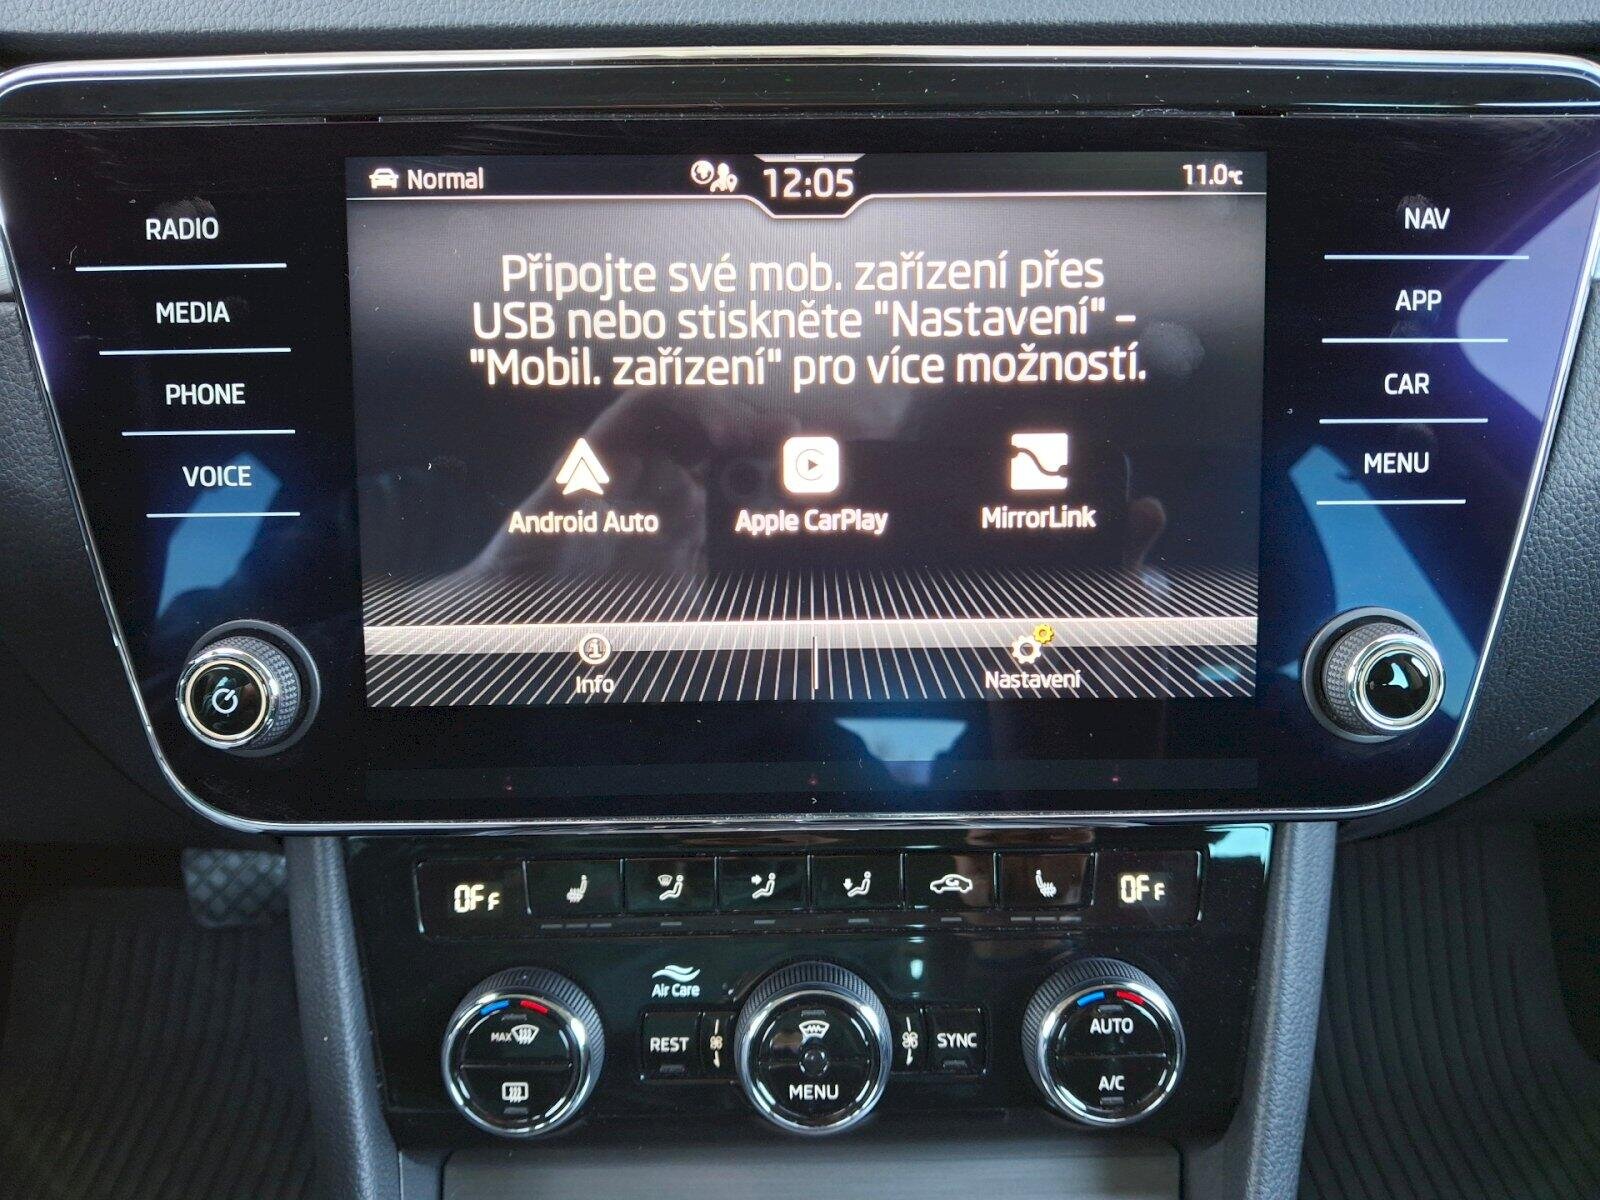 Normal
12:05
11.0°C
RADIO
MEDIA
PHONE
VOICE
NAV
APP
CAR
MENU
Připojte své mob. zařízení přes
USB nebo stiskněte "Nastavení" –
"Mobil. zařízení" pro více možností.
Android Auto
Apple CarPlay
MirrorLink
Info
Nastavení
OFF
OFF
Air Care
MAX
REST
MENU
SYNC
AUTO
A/C